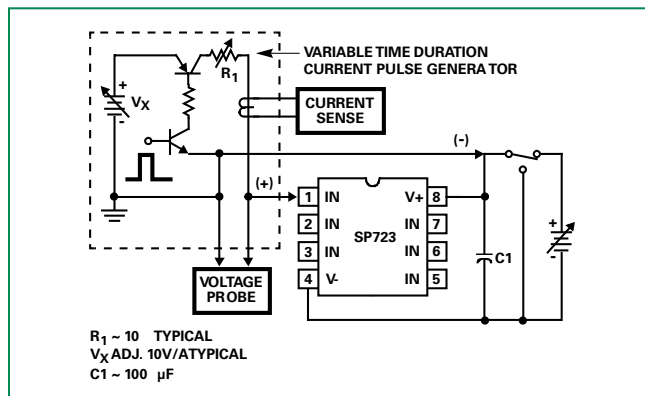 VARIABLE TIME DURATION
CURRENT PULSE GENERATOR
R1
+
VX
-
CURRENT
SENSE
(-)
(+)
1 IN V+ 8
2 IN IN 7
SP723
3 IN IN 6
4 V- IN 5
C1
+
-
VOLTAGE
PROBE
R1 ~ 10 TYPICAL
VX ADJ. 10V/ATYPICAL
C1 ~ 100 µF